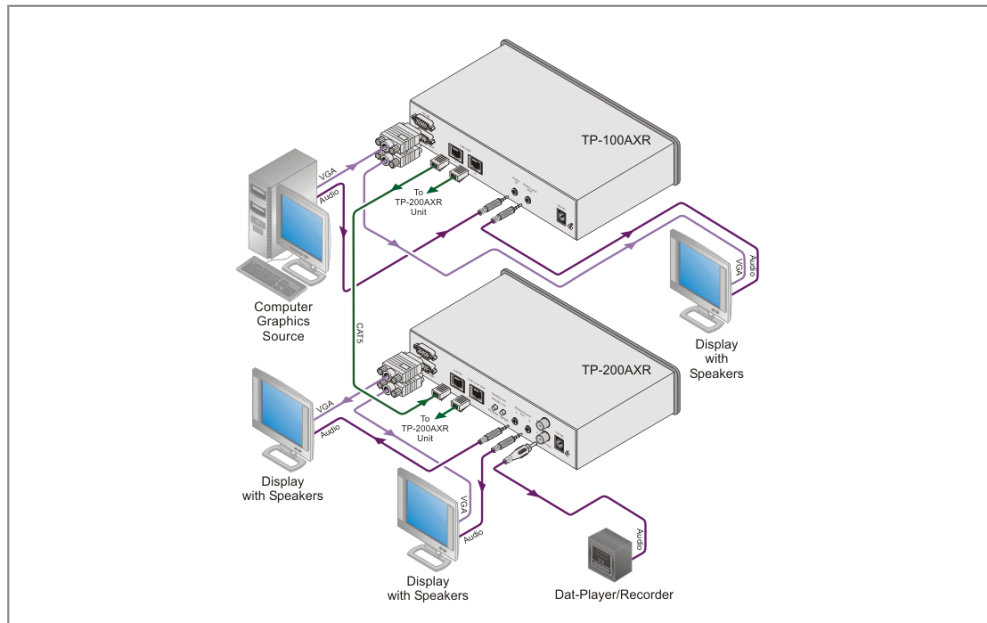 TP-100AXR
VGA
Audio
To
TP-200AXR
Unit
Computer
Graphics
Source
CAT5
Audio
VGA
Display
with
Speakers
TP-200AXR
VGA
Audio
To
TP-200AXR
Unit
Display
with Speakers
VGA
Audio
Display
with Speakers
Audio
Dat-Player/Recorder